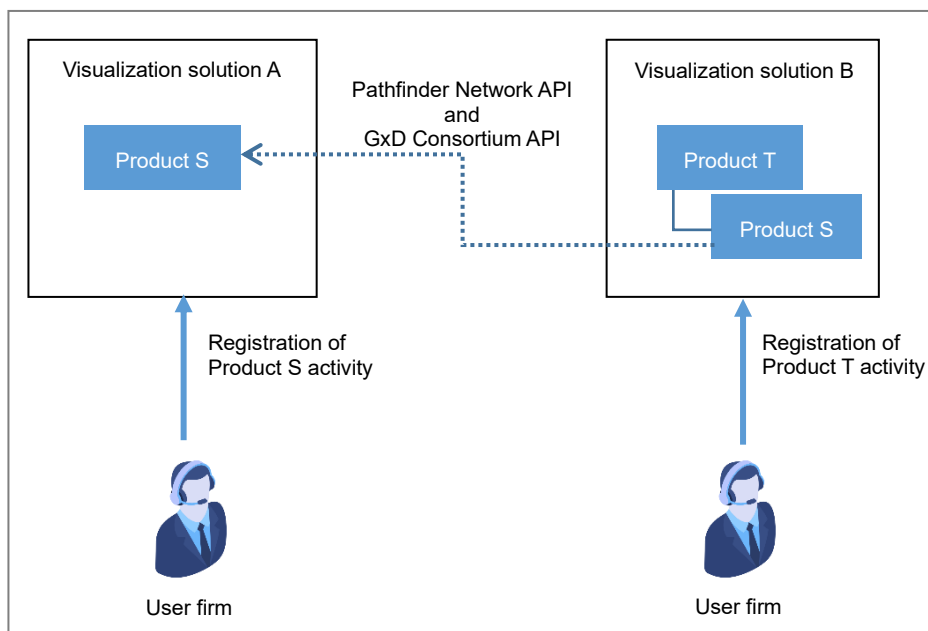 Visualization solution A
Product S
Pathfinder Network API
and
GxD Consortium API
Visualization solution B
Product T
Product S
Registration of
Product S activity
Registration of
Product T activity
User firm
User firm